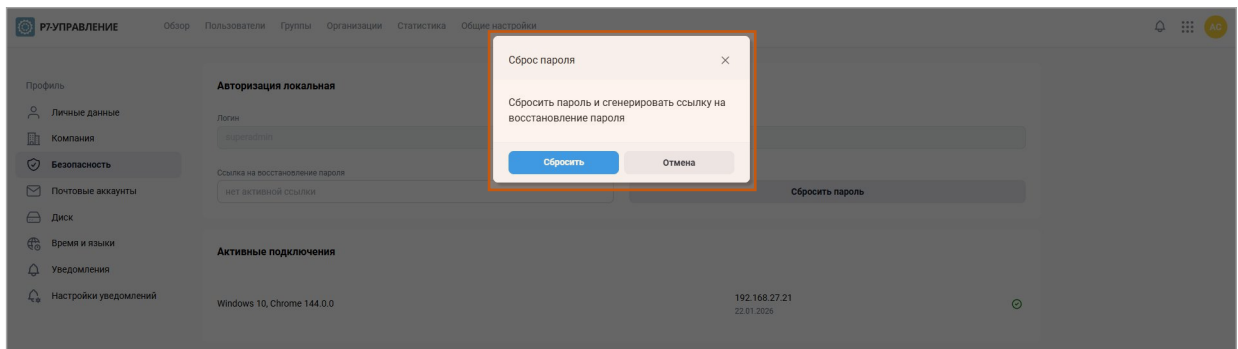 Р7-УПРАВЛЕНИЕ Обзор Пользователи Группы Организации Статистика Общие настройки АС
Сброс пароля
Сбросить пароль и сгенерировать ссылку на
восстановление пароля
Сбросить Отмена
Профиль
Личные данные
Компания
Безопасность
Почтовые аккаунты
Диск
Время и языки
Уведомления
Настройки уведомлений
Авторизация локальная
Логин
superadmin
Ссылка на восстановление пароля
нет активной ссылки Сбросить пароль
Активные подключения
Windows 10, Chrome 144.0.0 192.168.27.21
22.01.2026